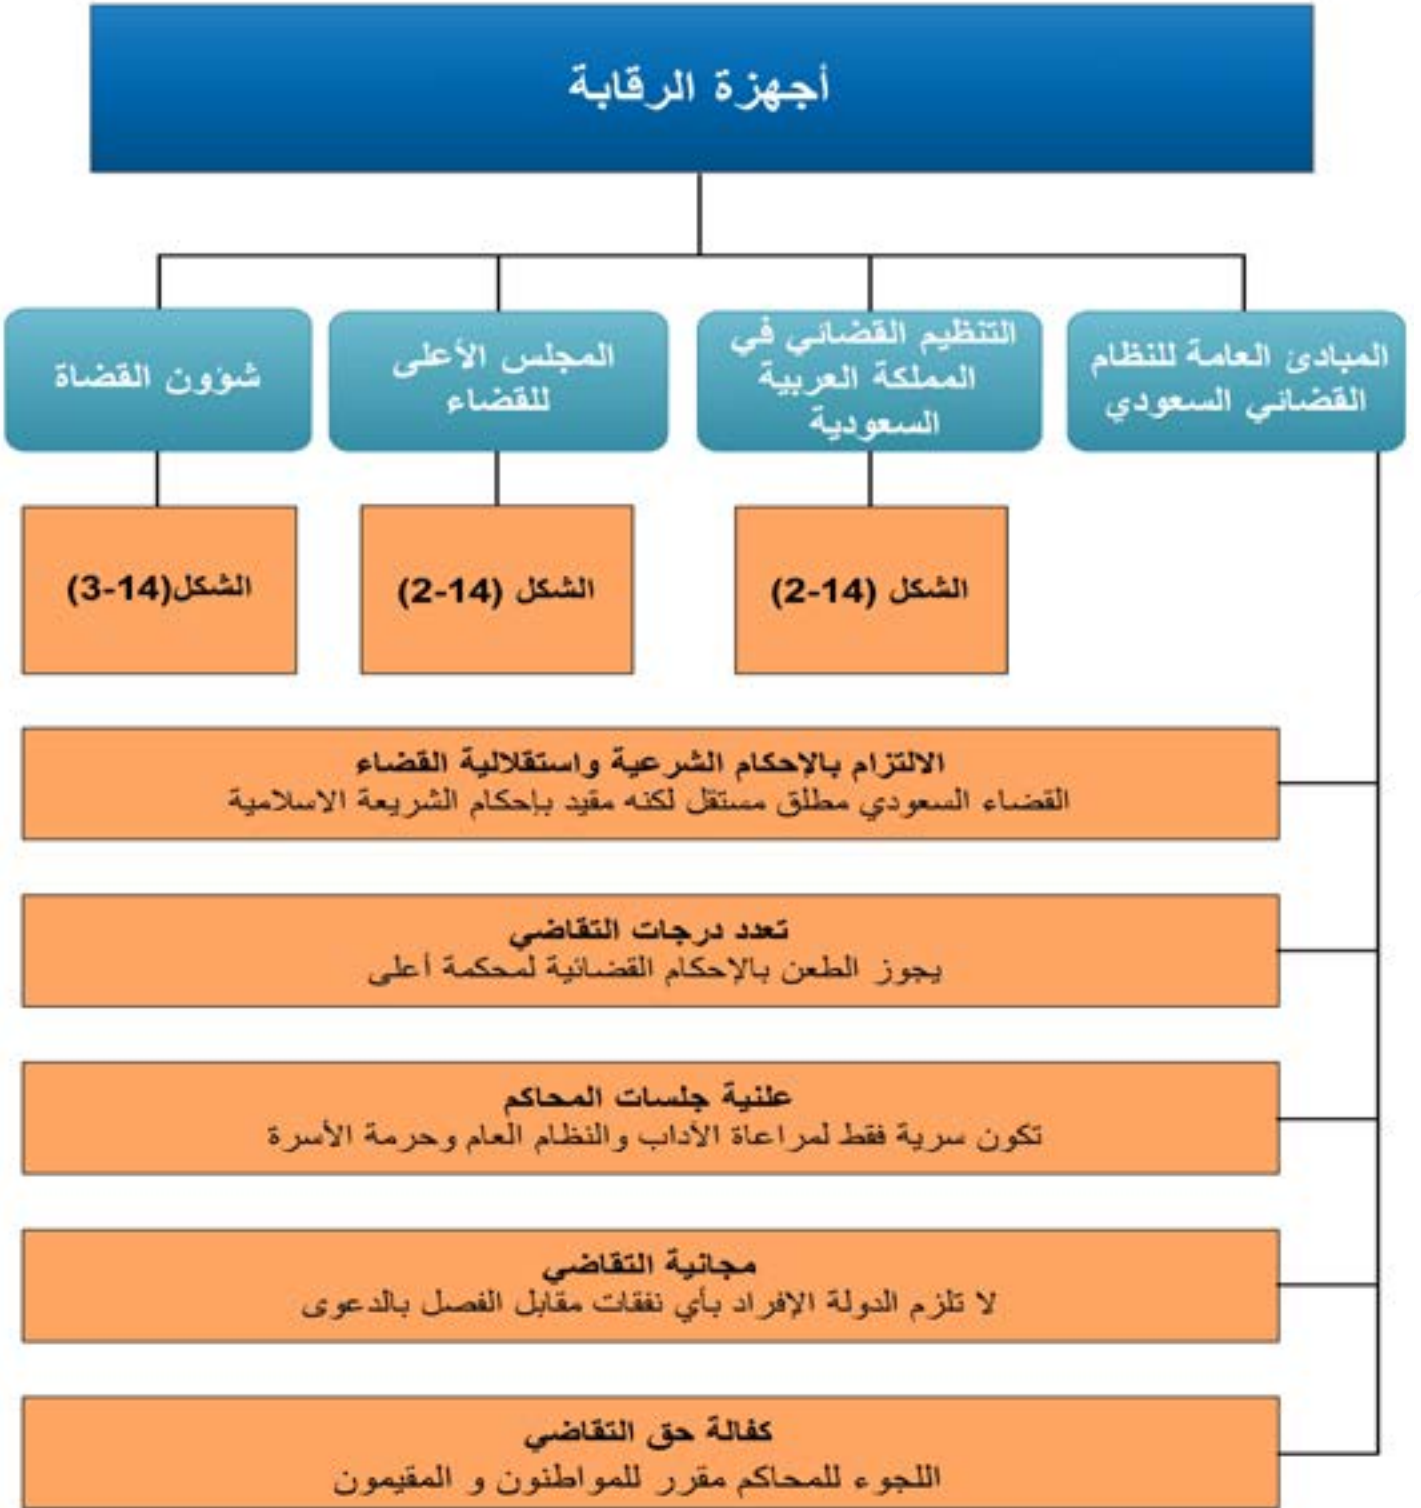 أجهزة الرقابة
المبادئ العامة للنظام
القضائي السعودي
التنظيم القضائي في
المملكة العربية
السعودية
المجلس الأعلى
للقضاء
شؤون القضاة
الشكل (14-2)
الشكل (14-2)
الشكل(14-3)
الالتزام بالإحكام الشرعية واستقلالية القضاء
القضاء السعودي مطلق مستقل لكنه مقيد بإحكام الشريعة الاسلامية
تعدد درجات التقاضي
يجوز الطعن بالإحكام القضائية لمحكمة أعلى
علنية جلسات المحاكم
تكون سرية فقط لمراعاة الأداب والنظام العام وحرمة الأسرة
مجانية التقاضي
لا تلزم الدولة الإفراد بأي نفقات مقابل الفصل بالدعوى
كفالة حق التقاضي
اللجوء للمحاكم مقرر للمواطنون و المقيمون